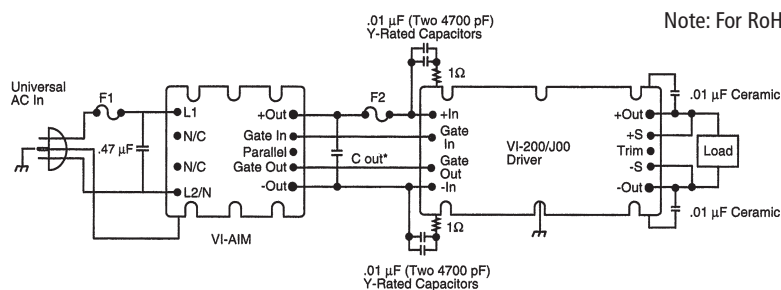 Note: For RoH
.01 µF (Two 4700 pF)
Y-Rated Capacitors
1Ω
Universal
AC In
F1
F2
.01 µF Ceramic
L1
+Out
+In
+Out
N/C
Gate In
Gate
In
+S
.47 µF
Parallel
VI-200/J00
Driver
Trim
Load
N/C
Gate Out
C out*
Gate
Out
-S
L2/N
-Out
-In
-Out
1Ω
.01 µF Ceramic
VI-AIM
.01 µF (Two 4700 pF)
Y-Rated Capacitors